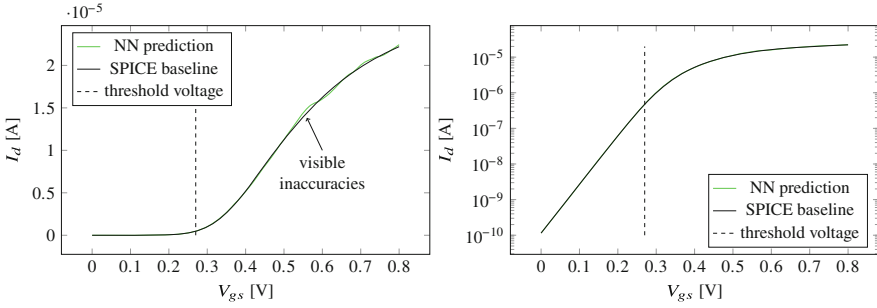 ·10⁻⁵
NN prediction
SPICE baseline
threshold voltage
2
1.5
1
0.5
0
I_d [A]
visible
inaccuracies
0 0.1 0.2 0.3 0.4 0.5 0.6 0.7 0.8
V_gs [V]
10⁻⁵
10⁻⁶
10⁻⁷
10⁻⁸
10⁻⁹
10⁻¹⁰
I_d [A]
NN prediction
SPICE baseline
threshold voltage
0 0.1 0.2 0.3 0.4 0.5 0.6 0.7 0.8
V_gs [V]